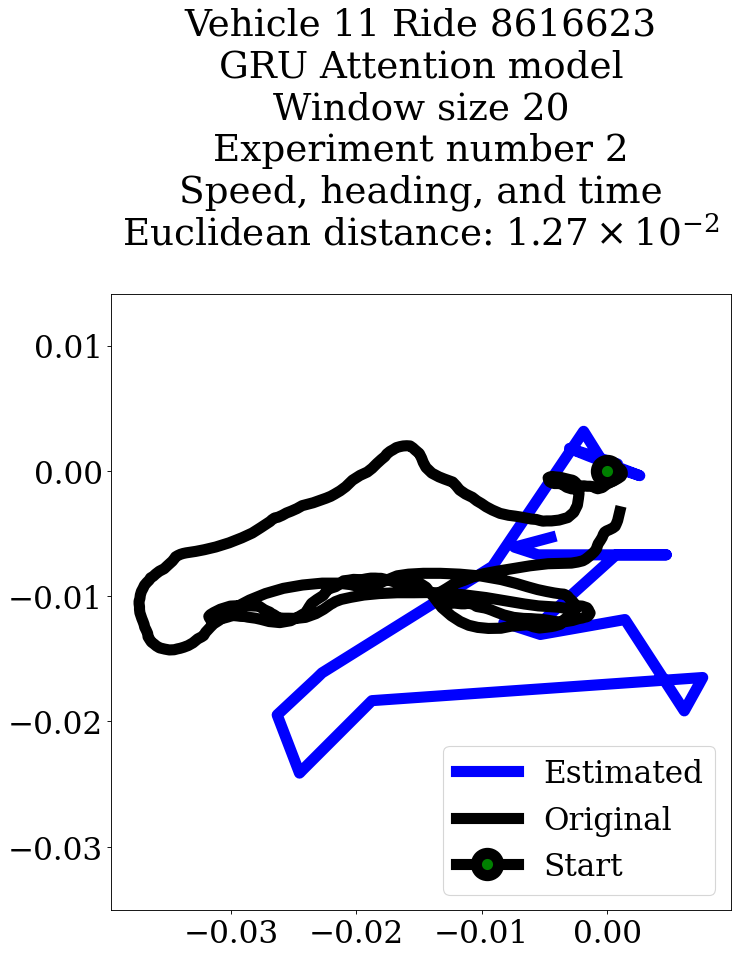 Vehicle 11 Ride 8616623
GRU Attention model
Window size 20
Experiment number 2
Speed, heading, and time
Euclidean distance: 1.27 × 10⁻²
0.01
0.00
−0.01
−0.02
−0.03
−0.03 −0.02 −0.01 0.00
Estimated
Original
Start